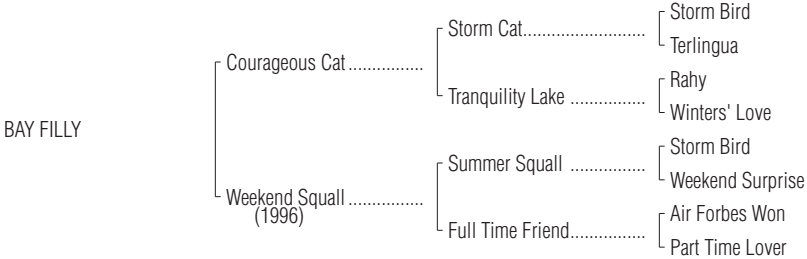 Storm Bird
Storm Cat..........................
Terlingua
Courageous Cat ................
Rahy
Tranquility Lake ................
Winters' Love
BAY FILLY
Storm Bird
Summer Squall ................
Weekend Surprise
Weekend Squall ................
(1996)
Air Forbes Won
Full Time Friend................
Part Time Lover